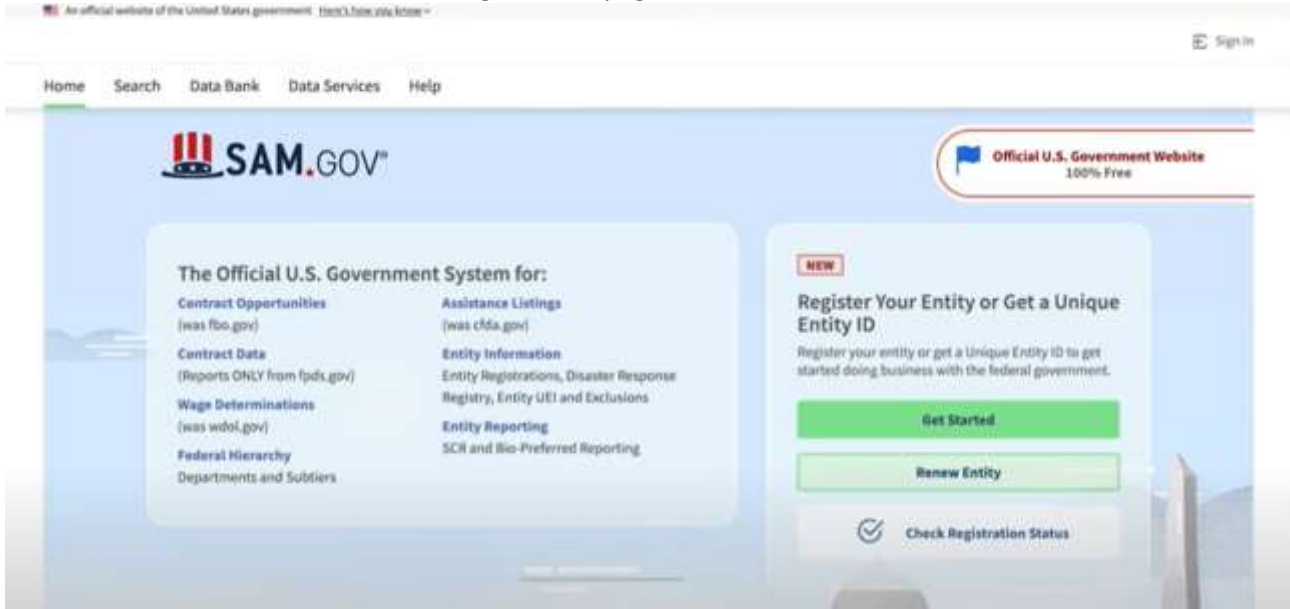 An official website of the United States government Here's how you know
Sign In
Home Search Data Bank Data Services Help
SAM.GOV
Official U.S. Government Website
100% Free
The Official U.S. Government System for:
Contract Opportunities
(was fbo.gov)
Contract Data
(Reports ONLY from fpds.gov)
Wage Determinations
(was wdol.gov)
Federal Hierarchy
Departments and Subtiers
Assistance Listings
(was cfda.gov)
Entity Information
Entity Registrations, Disaster Response
Registry, Entity UEI and Exclusions
Entity Reporting
SCR and Bio-Preferred Reporting
NEW
Register Your Entity or Get a Unique
Entity ID
Register your entity or get a Unique Entity ID to get
started doing business with the federal government.
Get Started
Renew Entity
Check Registration Status